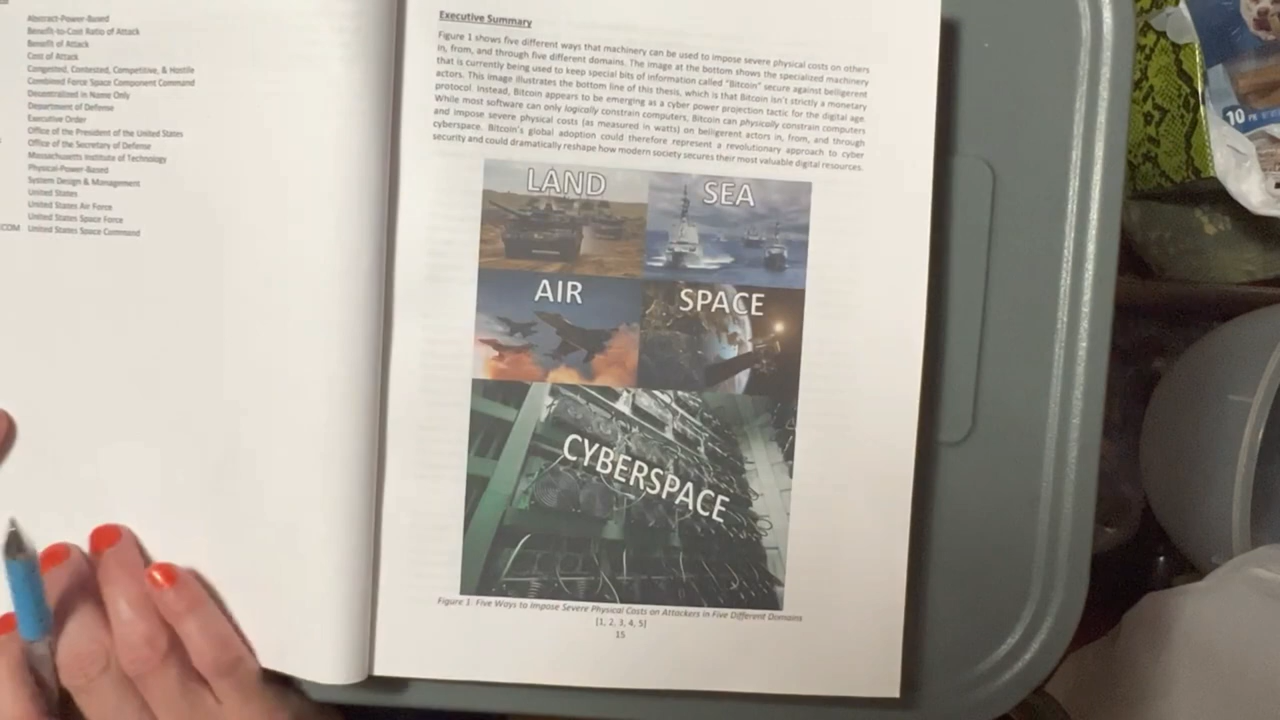 Abstract-Power-Based
Benefit-to-Cost Ratio of Attack
Benefit of Attack
Cost of Attack
Congested, Contested, Competitive, & Hostile
Combined Force Space Component Command
Decentralized in Name Only
Department of Defense
Executive Order
Office of the President of the United States
Office of the Secretary of Defense
Massachusetts Institute of Technology
Physical-Power-Based
System Design & Management
United States
United States Air Force
United States Space Force
COM United States Space Command
Executive Summary
Figure 1 shows five different ways that machinery can be used to impose severe physical costs on others
in, from, and through five different domains. The image at the bottom shows the specialized machinery
that is currently being used to keep special bits of information called "Bitcoin" secure against belligerent
actors. This image illustrates the bottom line of this thesis, which is that Bitcoin isn't strictly a monetary
protocol. Instead, Bitcoin appears to be emerging as a cyber power projection tactic for the digital age.
While most software can only logically constrain computers, Bitcoin can physically constrain computers
and impose severe physical costs (as measured in watts) on belligerent actors in, from, and through
cyberspace. Bitcoin's global adoption could therefore represent a revolutionary approach to cyber
security and could dramatically reshape how modern society secures their most valuable digital resources.
LAND
SEA
AIR
SPACE
CYBERSPACE
Figure 1: Five Ways to Impose Severe Physical Costs on Attackers in Five Different Domains
[1, 2, 3, 4, 5]
15
10